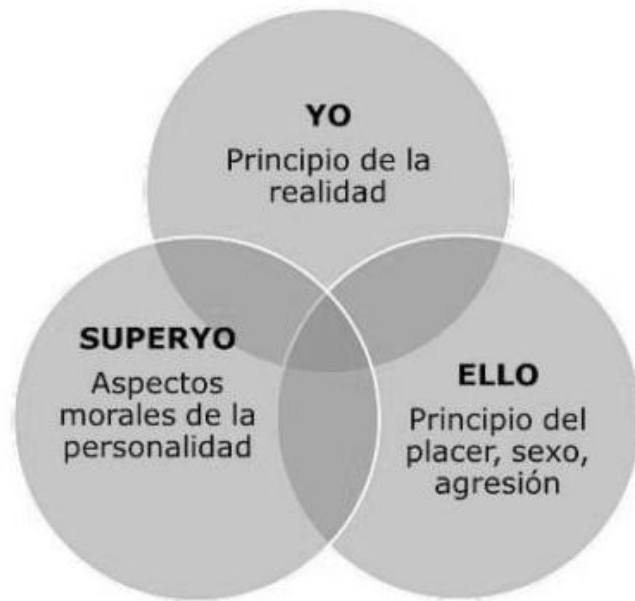 YO
Principio de la
realidad
SUPERYO
Aspectos
morales de la
personalidad
ELLO
Principio del
placer, sexo,
agresión